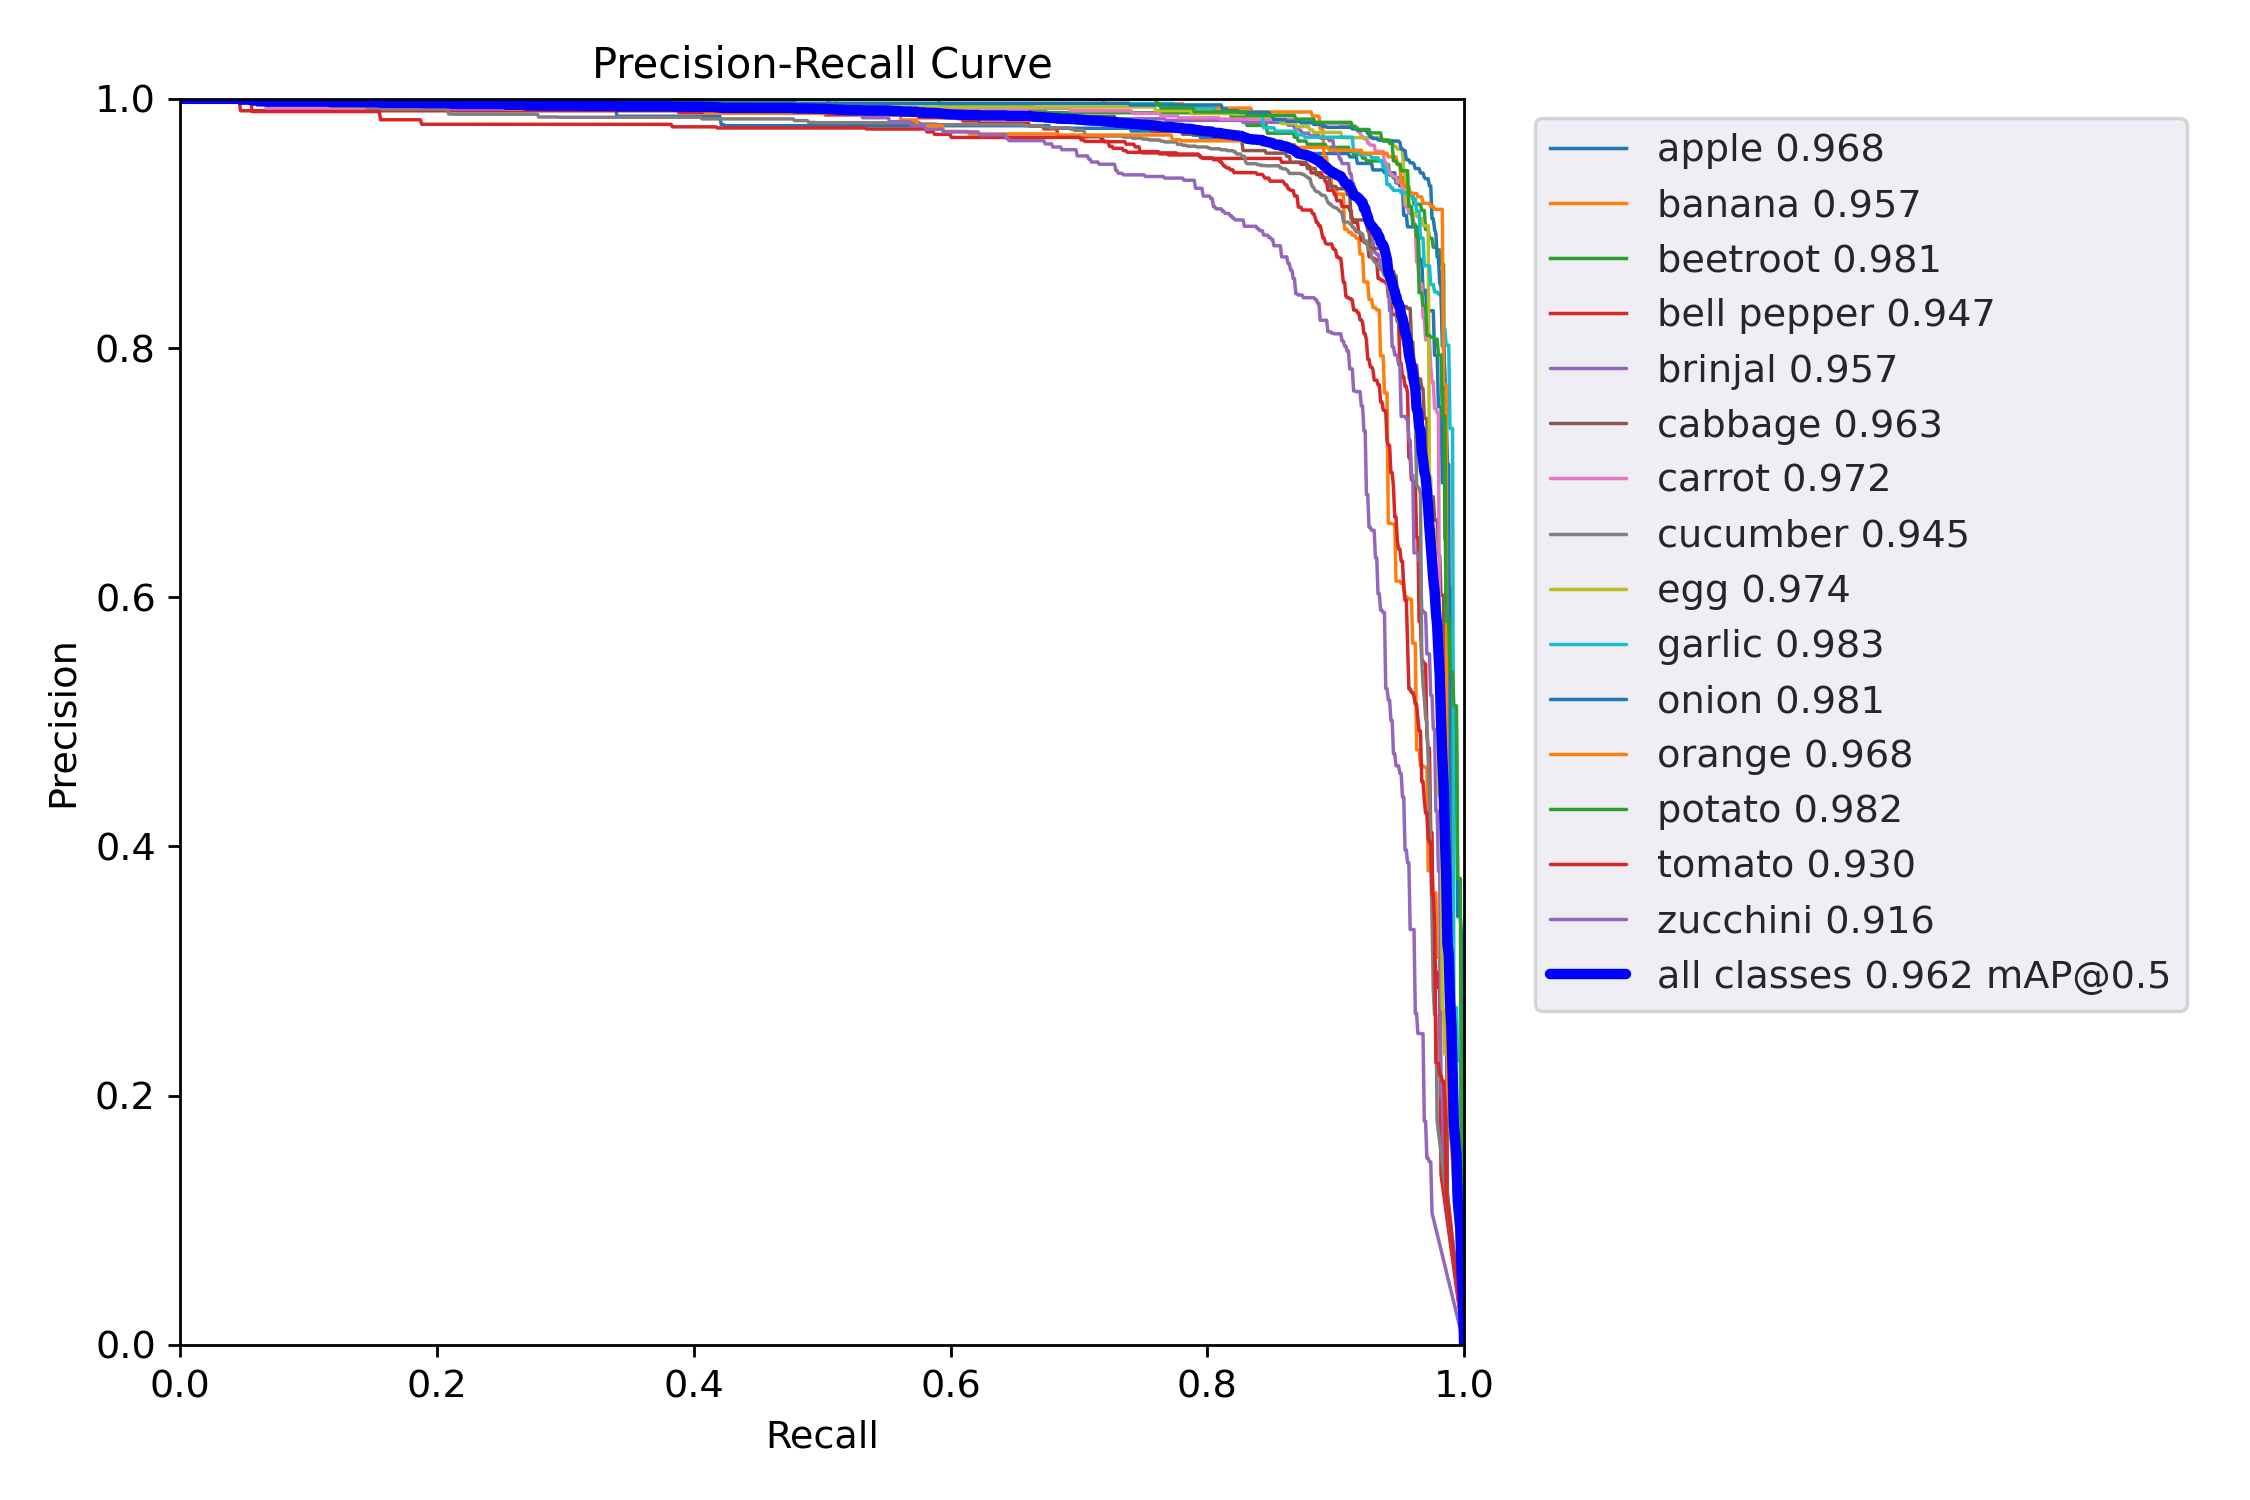 Precision-Recall Curve
1.0
0.8
0.6
0.4
0.2
0.0
Precision
0.0 0.2 0.4 0.6 0.8 1.0
Recall
apple 0.968
banana 0.957
beetroot 0.981
bell pepper 0.947
brinjal 0.957
cabbage 0.963
carrot 0.972
cucumber 0.945
egg 0.974
garlic 0.983
onion 0.981
orange 0.968
potato 0.982
tomato 0.930
zucchini 0.916
all classes 0.962 mAP@0.5